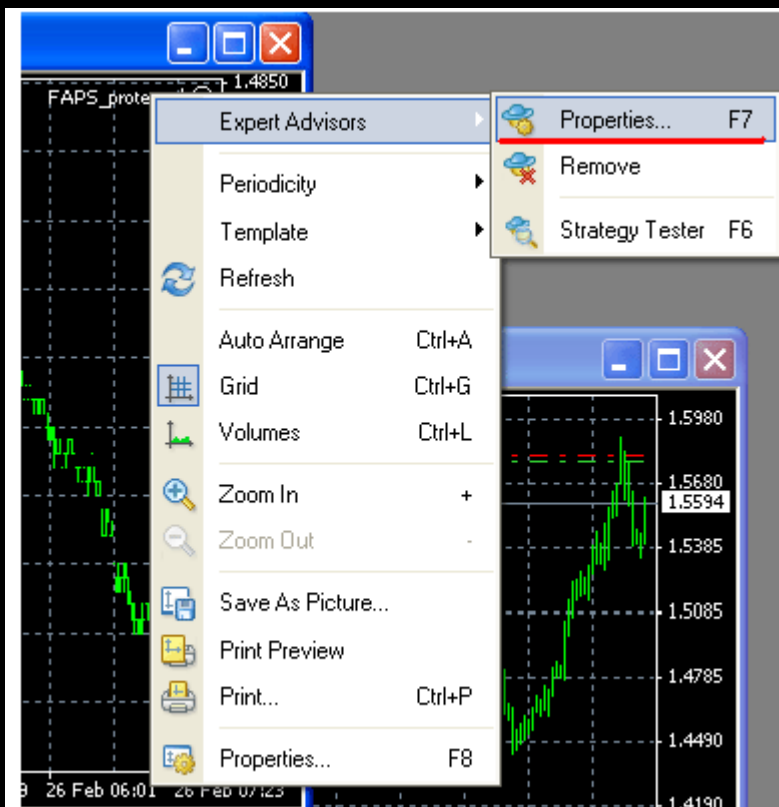 1.4850
FAPS_prote
Expert Advisors
Properties... F7
Remove
Strategy Tester F6
Periodicity
Template
Refresh
Auto Arrange Ctrl+A
Grid Ctrl+G
Volumes Ctrl+L
Zoom In +
Zoom Out -
Save As Picture...
Print Preview
Print... Ctrl+P
Properties... F8
1.5980
1.5680
1.5594
1.5385
1.5085
1.4785
1.4490
1.4190
26 Feb 06:01 26 Feb 07:23